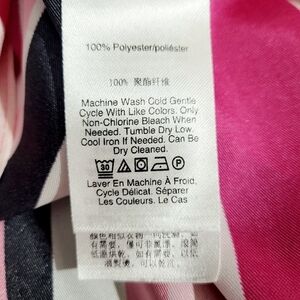 100% Polyester/poliéster
100% 聚酯纤维
Machine Wash Cold Gentle
Cycle With Like Colors. Only
Non-Chlorine Bleach When
Needed. Tumble Dry Low.
Cool Iron If Needed. Can Be
Dry Cleaned.
30
P
Laver En Machine À Froid,
Cycle Délicat. Séparer
Les Couleurs. Le Cas